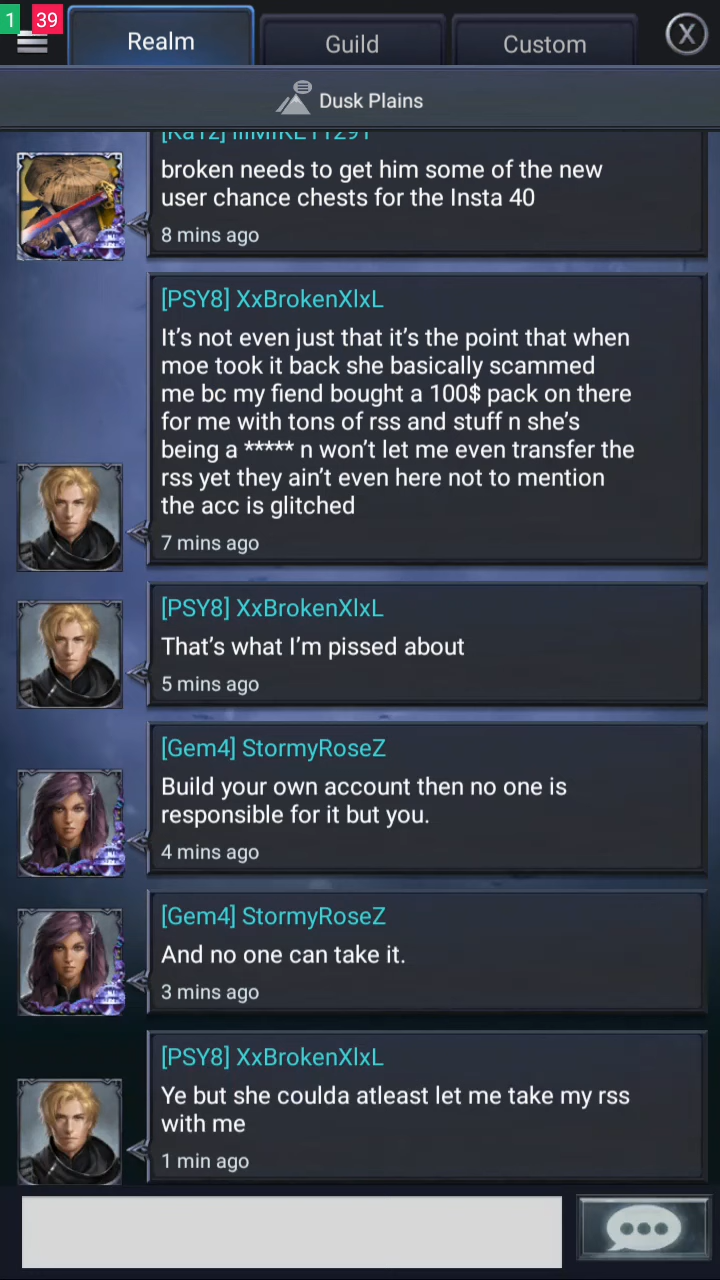 1 39
Realm
Guild
Custom
X
Dusk Plains
broken needs to get him some of the new
user chance chests for the Insta 40
8 mins ago
[PSY8] XxBrokenXlxL
It's not even just that it's the point that when
moe took it back she basically scammed
me bc my fiend bought a 100$ pack on there
for me with tons of rss and stuff n she's
being a ***** n won't let me even transfer the
rss yet they ain't even here not to mention
the acc is glitched
7 mins ago
[PSY8] XxBrokenXlxL
That's what I'm pissed about
5 mins ago
[Gem4] StormyRoseZ
Build your own account then no one is
responsible for it but you.
4 mins ago
[Gem4] StormyRoseZ
And no one can take it.
3 mins ago
[PSY8] XxBrokenXlxL
Ye but she coulda atleast let me take my rss
with me
1 min ago